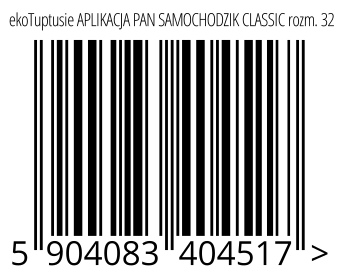 ekoTuptusie APLIKACJA PAN SAMOCHODZIK CLASSIC rozm. 32
5 904083 404517 >